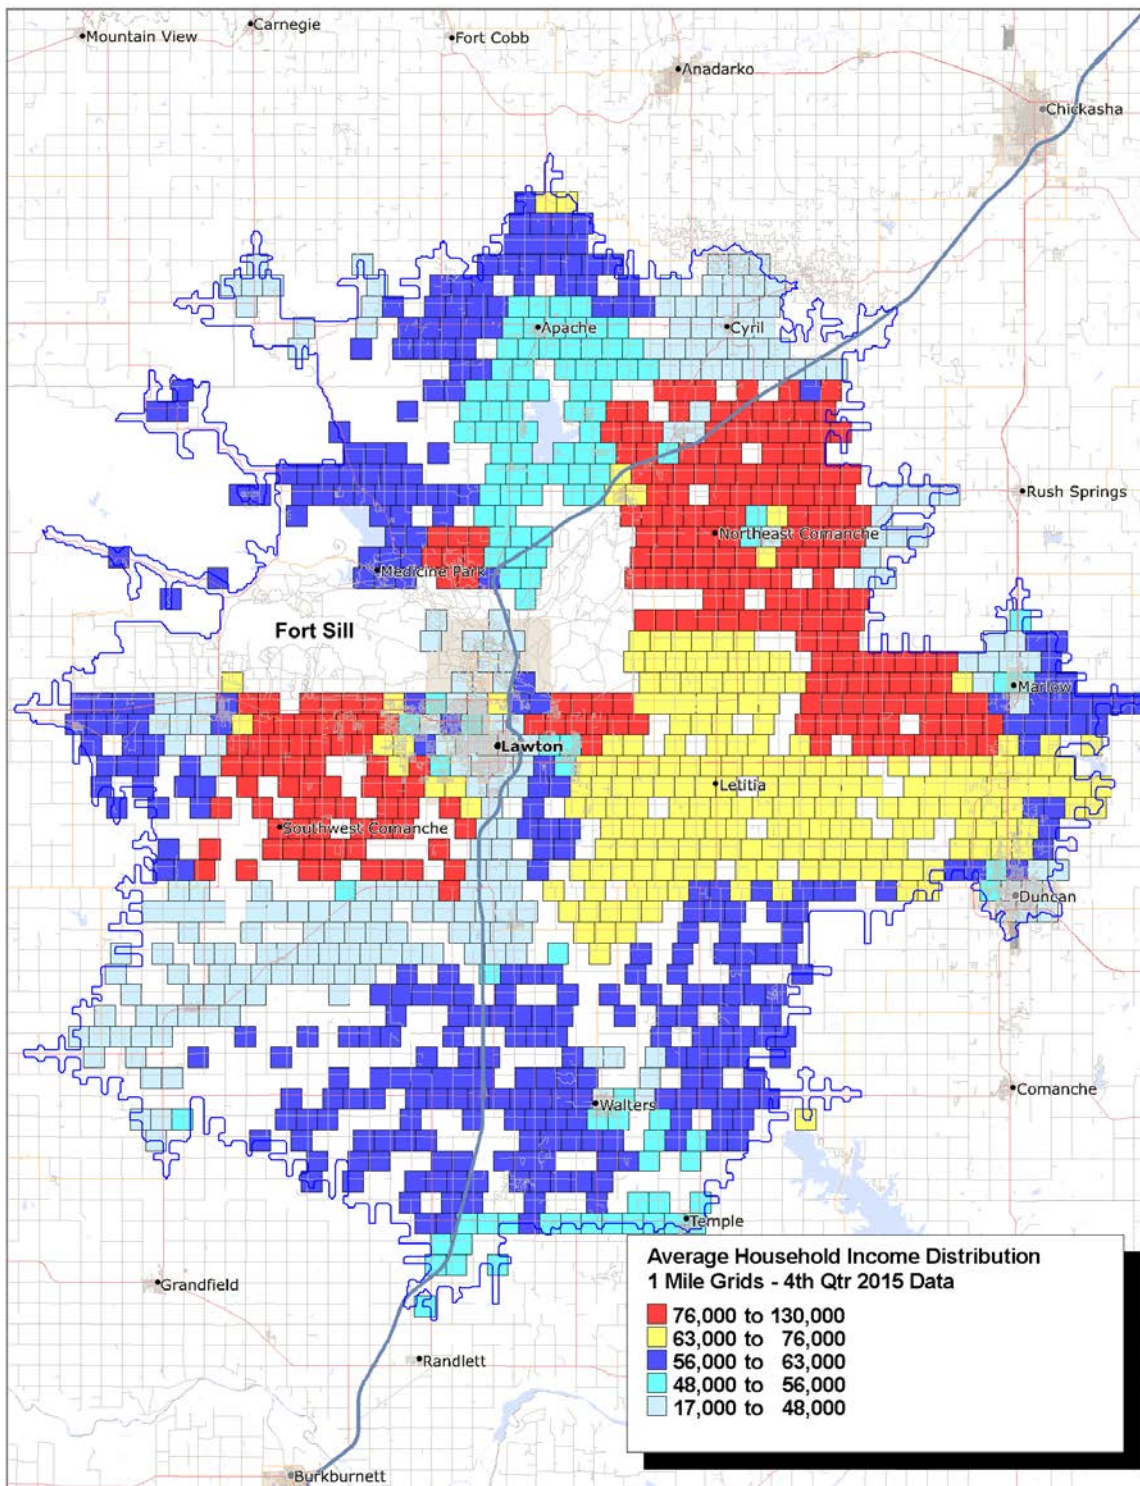 Carnegie
Mountain View
Fort Cobb
Anadarko
Chickasha
Apache
Cyril
Rush Springs
Northeast Comanche
Medicine Park
Fort Sill
Marlow
Lawton
Letitia
Southwest Comanche
Duncan
Comanche
Walters
Temple
Grandfield
Randlett
Burkburnett
Average Household Income Distribution
1 Mile Grids - 4th Qtr 2015 Data
76,000 to 130,000
63,000 to 76,000
56,000 to 63,000
48,000 to 56,000
17,000 to 48,000